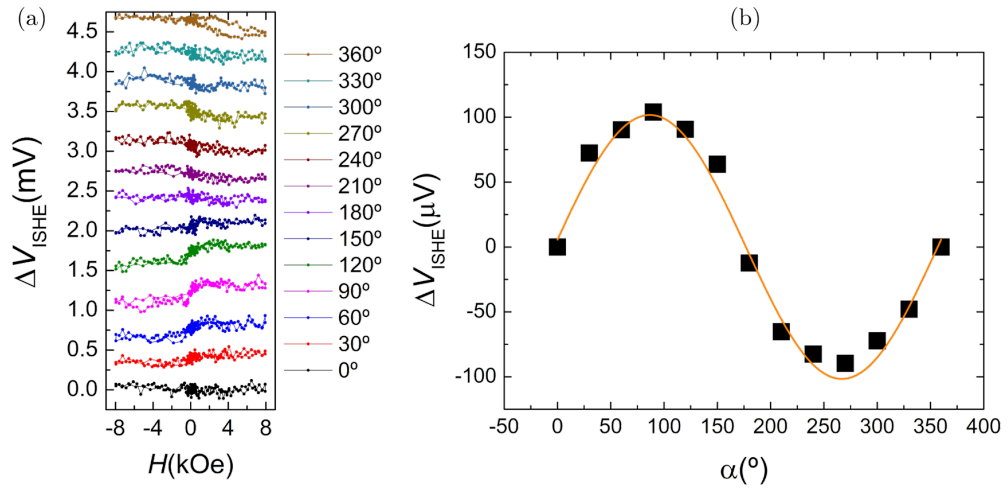 (a)
4.5
4.0
3.5
3.0
2.5
2.0
1.5
1.0
0.5
0.0
ΔV_ISHE(mV)
-8 -4 0 4 8
H(kOe)
360º
330º
300º
270º
240º
210º
180º
150º
120º
90º
60º
30º
0º
(b)
150
100
50
0
-50
-100
ΔV_ISHE(μV)
-50 0 50 100 150 200 250 300 350 400
α(º)